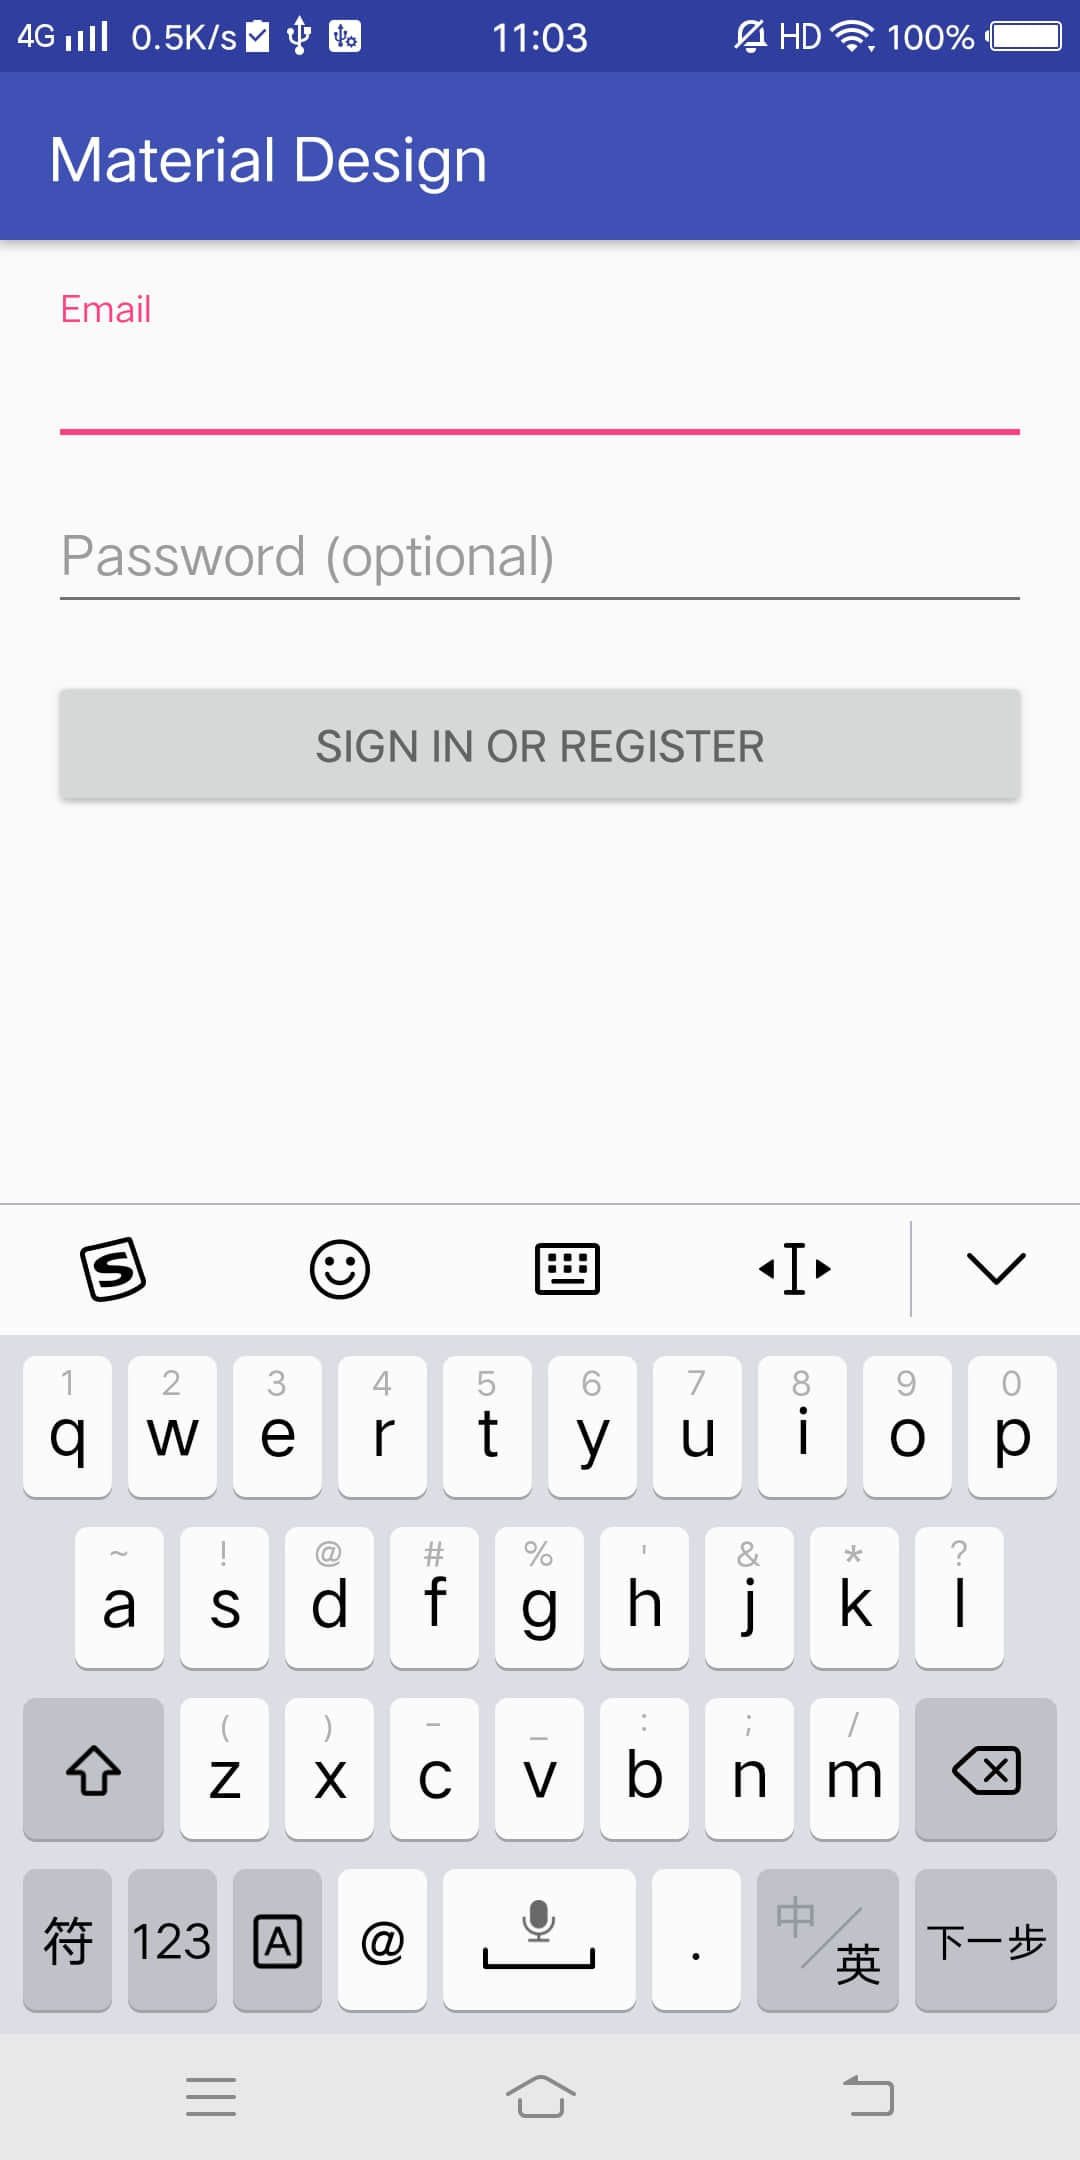 4G 0.5K/s 11:03 HD 100%
Material Design
Email
Password (optional)
SIGN IN OR REGISTER
1 2 3 4 5 6 7 8 9 0
q w e r t y u i o p
~ ! @ # % ' & * ?
a s d f g h j k l
( ) - _ : ; /
z x c v b n m
符 123 A @ . 中/英 下一步